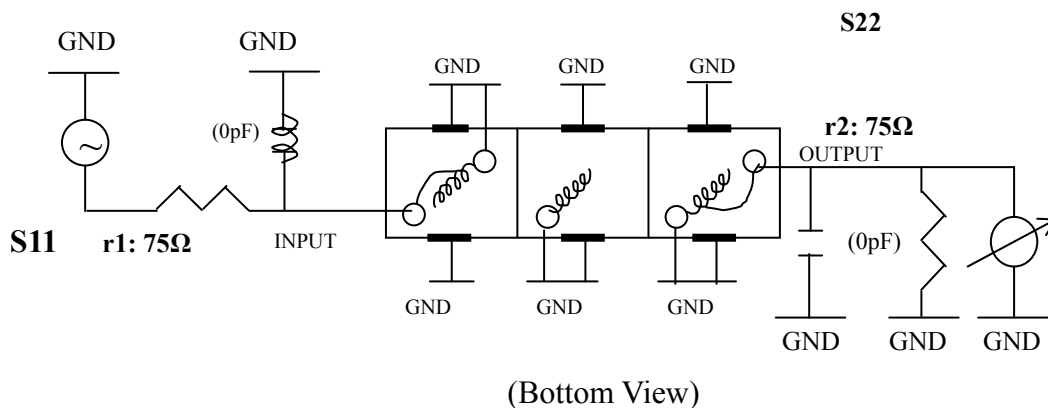 S22
GND
GND
GND
GND
GND
(0pF)
r2: 75Ω
OUTPUT
S11
r1: 75Ω
INPUT
(0pF)
GND
GND
GND
GND
GND
GND
(Bottom View)